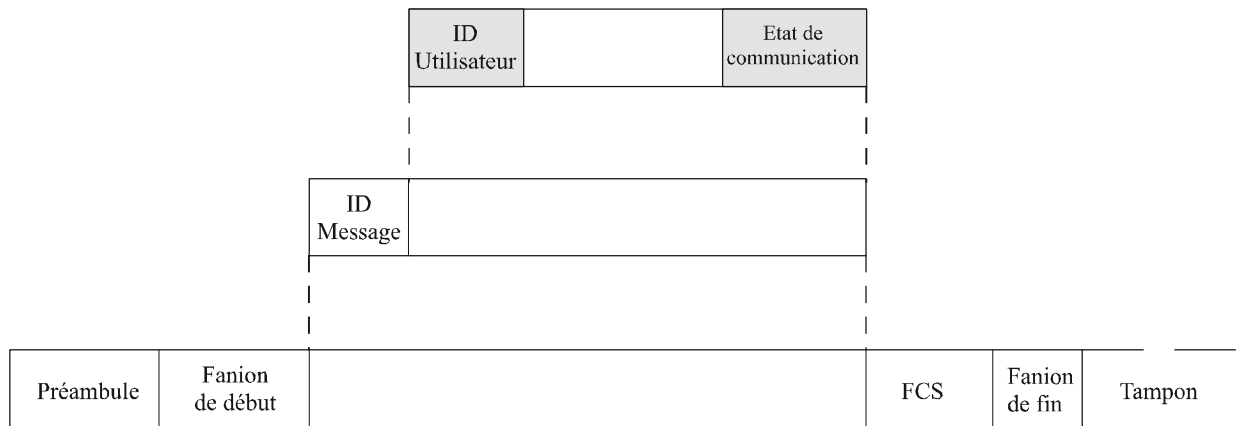 ID
Utilisateur
Etat de
communication
ID
Message
Préambule
Fanion
de début
FCS
Fanion
de fin
Tampon